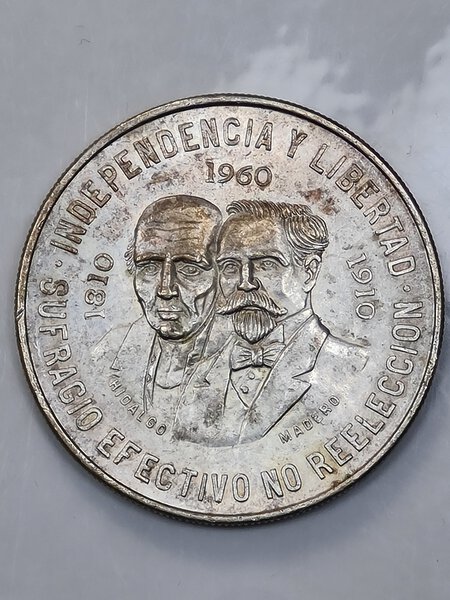 · INDEPENDENCIA Y LIBERTAD ·
1960
1810
1910
HIDALGO
MADERO
SUFRAGIO EFECTIVO NO REELECCION